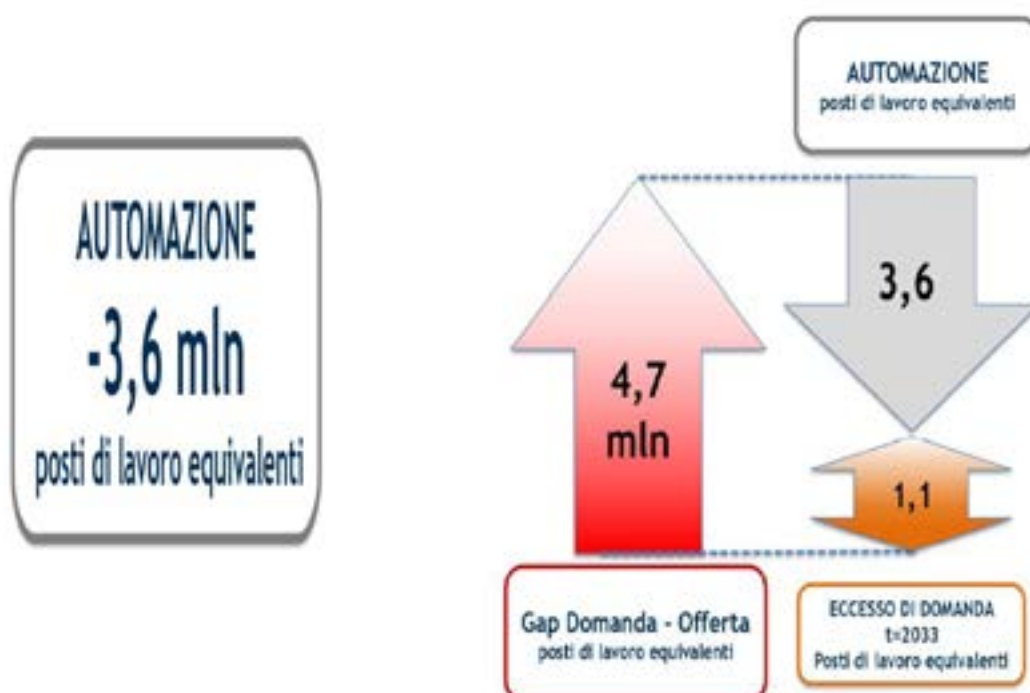 AUTOMAZIONE
-3,6 mln
posti di lavoro equivalenti
AUTOMAZIONE
posti di lavoro equivalenti
3,6
4,7
mln
1,1
Gap Domanda - Offerta
posti di lavoro equivalenti
ECCESSO DI DOMANDA
t=2033
Posti di lavoro equivalenti